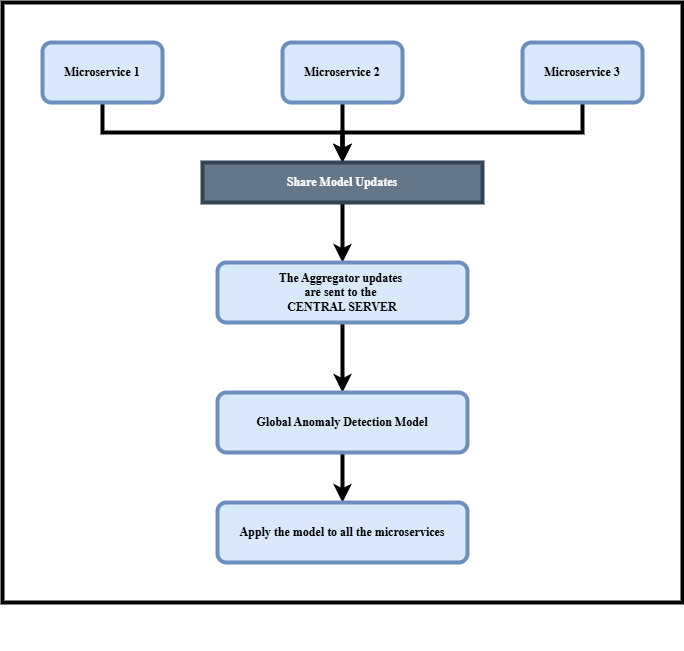 Microservice 1
Microservice 2
Microservice 3
Share Model Updates
The Aggregator updates
are sent to the
CENTRAL SERVER
Global Anomaly Detection Model
Apply the model to all the microservices